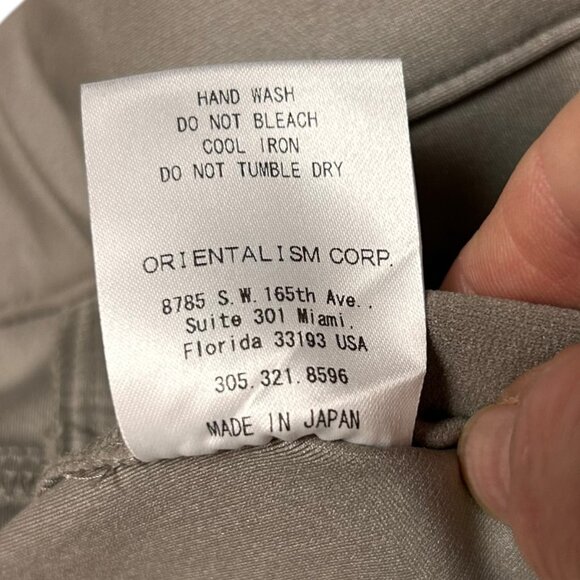 HAND WASH
DO NOT BLEACH
COOL IRON
DO NOT TUMBLE DRY
ORIENTALISM CORP.
8785 S.W. 165th Ave.,
Suite 301 Miami,
Florida 33193 USA
305.321.8596
MADE IN JAPAN